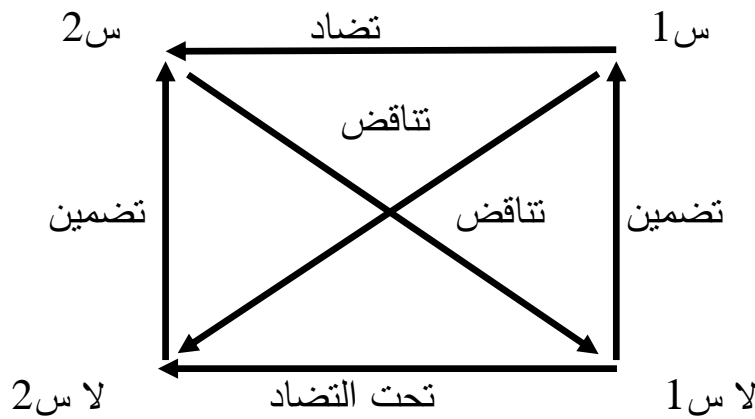 س1
تضاد
س2
تناقض
تضمين
تناقض
تضمين
لا س1
تحت التضاد
لا س2